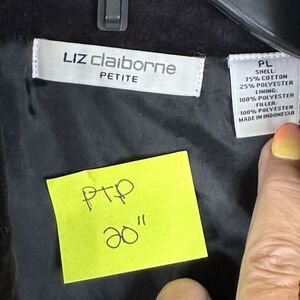 LIZ claiborne
PETITE
PL
SHELL:
75% COTTON
25% POLYESTER
LINING:
100% POLYESTER
FILLER:
100% POLYESTER
MADE IN INDONESIA
PTP
20"